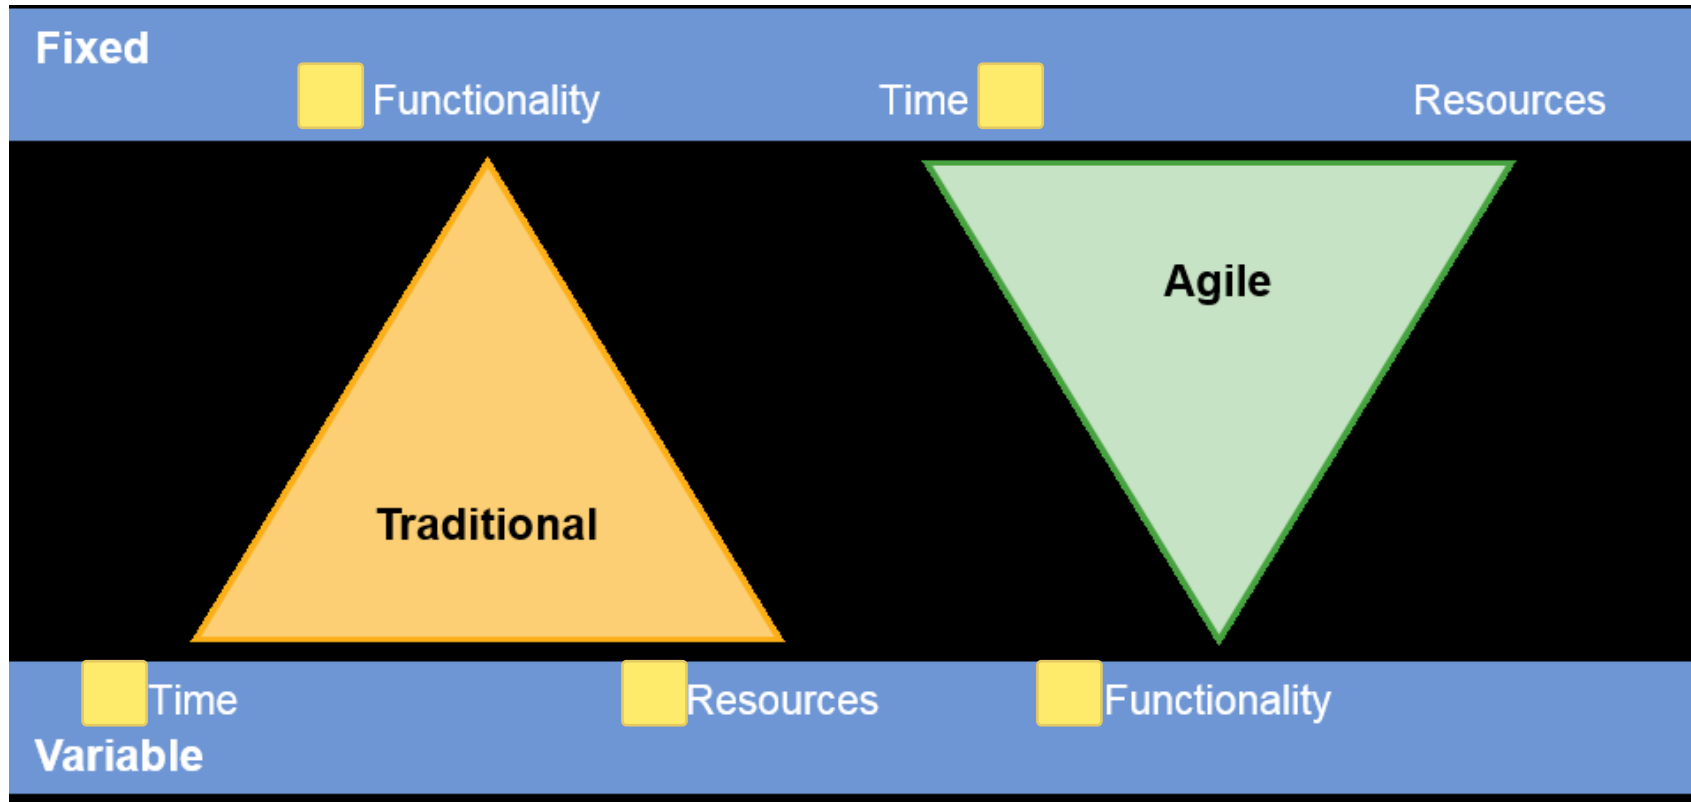 Fixed
Functionality
Time
Resources
Agile
Traditional
Time
Resources
Functionality
Variable